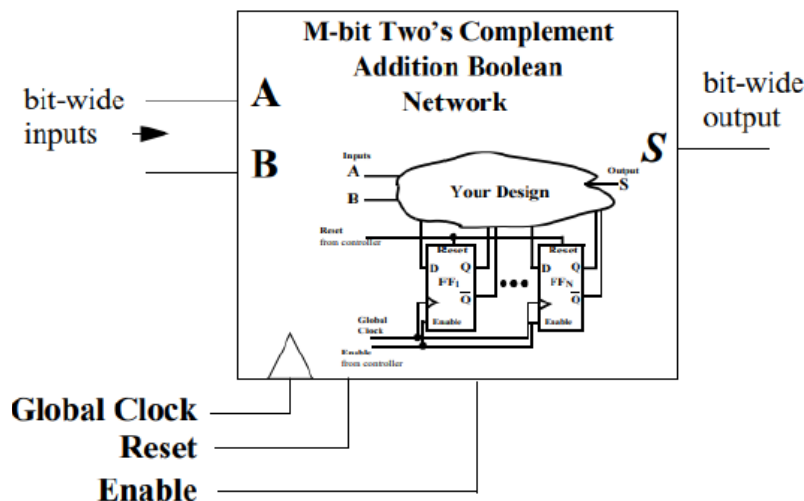 M-bit Two's Complement
Addition Boolean
Network
bit-wide
inputs
A
B
bit-wide
output
S
Inputs
A
B
Your Design
Output
S
Reset
from controller
Reset
D Q
FF1
Q
Enable
•••
Reset
D Q
FFN
Q
Enable
Global
Clock
Enable
from controller
Global Clock
Reset
Enable